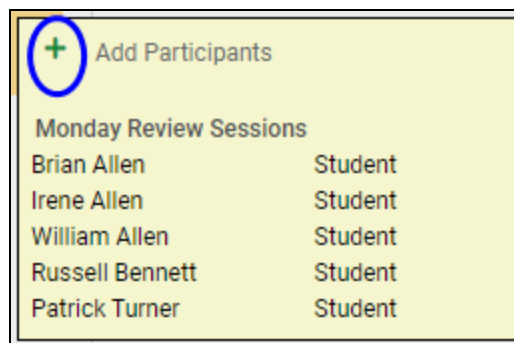 + Add Participants
Monday Review Sessions
Brian Allen Student
Irene Allen Student
William Allen Student
Russell Bennett Student
Patrick Turner Student